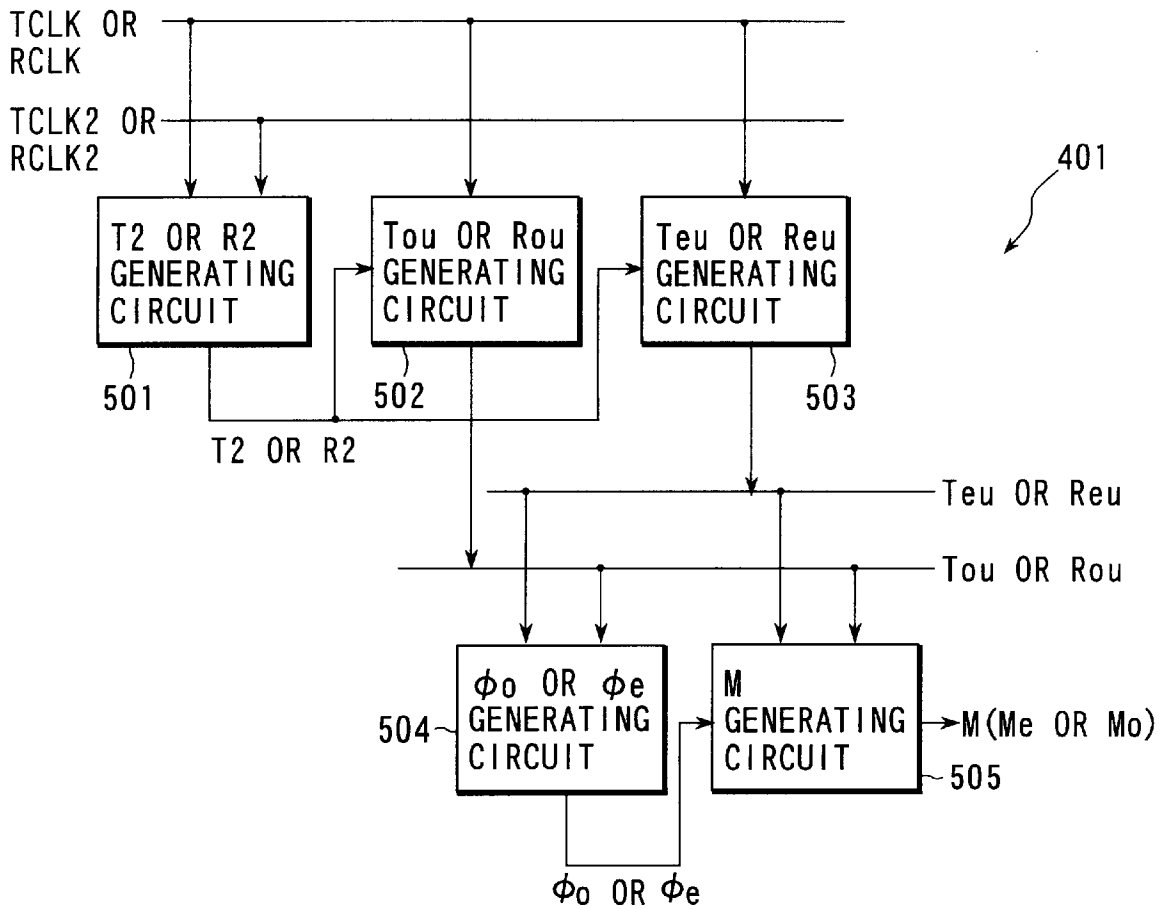 TCLK OR
RCLK
TCLK2 OR
RCLK2
401
T2 OR R2
GENERATING
CIRCUIT
Tou OR Rou
GENERATING
CIRCUIT
Teu OR Reu
GENERATING
CIRCUIT
501
502
503
T2 OR R2
Teu OR Reu
Tou OR Rou
ϕo OR ϕe
GENERATING
CIRCUIT
504
M
GENERATING
CIRCUIT
M(Me OR Mo)
505
ϕo OR ϕe